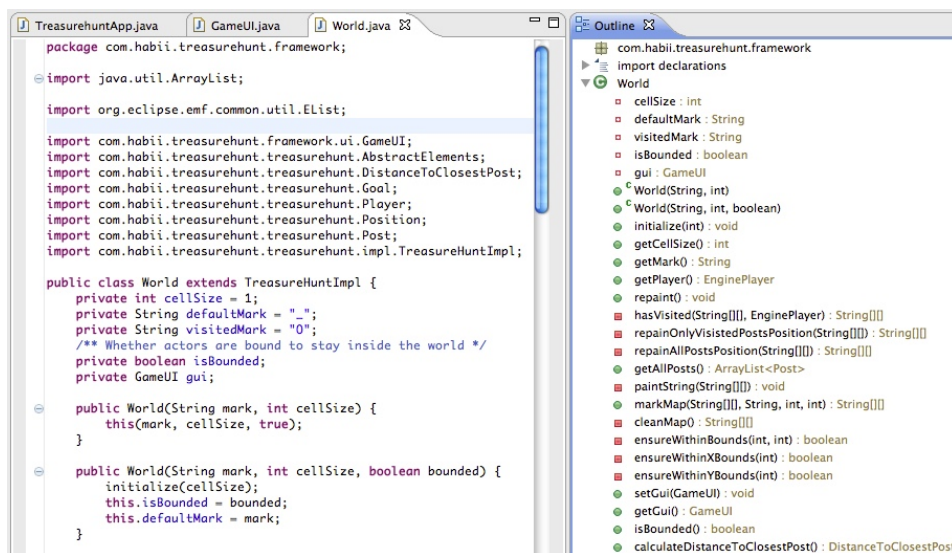 TreasurehuntApp.java
GameUI.java
World.java
package com.habii.treasurehunt.framework;
import java.util.ArrayList;
import org.eclipse.emf.common.util.EList;
import com.habii.treasurehunt.framework.ui.GameUI;
import com.habii.treasurehunt.treasurehunt.AbstractElements;
import com.habii.treasurehunt.treasurehunt.DistanceToClosestPost;
import com.habii.treasurehunt.treasurehunt.Goal;
import com.habii.treasurehunt.treasurehunt.Player;
import com.habii.treasurehunt.treasurehunt.Position;
import com.habii.treasurehunt.treasurehunt.Post;
import com.habii.treasurehunt.treasurehunt.impl.TreasureHuntImpl;
public class World extends TreasureHuntImpl {
private int cellSize = 1;
private String defaultMark = "_";
private String visitedMark = "0";
/** Whether actors are bound to stay inside the world */
private boolean isBounded;
private GameUI gui;
public World(String mark, int cellSize) {
this(mark, cellSize, true);
}
public World(String mark, int cellSize, boolean bounded) {
initialize(cellSize);
this.isBounded = bounded;
this.defaultMark = mark;
}
Outline
com.habii.treasurehunt.framework
import declarations
World
cellSize : int
defaultMark : String
visitedMark : String
isBounded : boolean
gui : GameUI
World(String, int)
World(String, int, boolean)
initialize(int) : void
getCellSize() : int
getMark() : String
getPlayer() : EnginePlayer
repaint() : void
hasVisited(String[][], EnginePlayer) : String[][]
repainOnlyVisistedPostsPosition(String[][]) : String[][]
repainAllPostsPosition(String[][]) : String[][]
getAllPosts() : ArrayList<Post>
paintString(String[][]) : void
markMap(String[][], String, int, int) : String[][]
cleanMap() : String[][]
ensureWithinBounds(int, int) : boolean
ensureWithinXBounds(int) : boolean
ensureWithinYBounds(int) : boolean
setGui(GameUI) : void
getGui() : GameUI
isBounded() : boolean
calculateDistanceToClosestPost() : DistanceToClosestPost